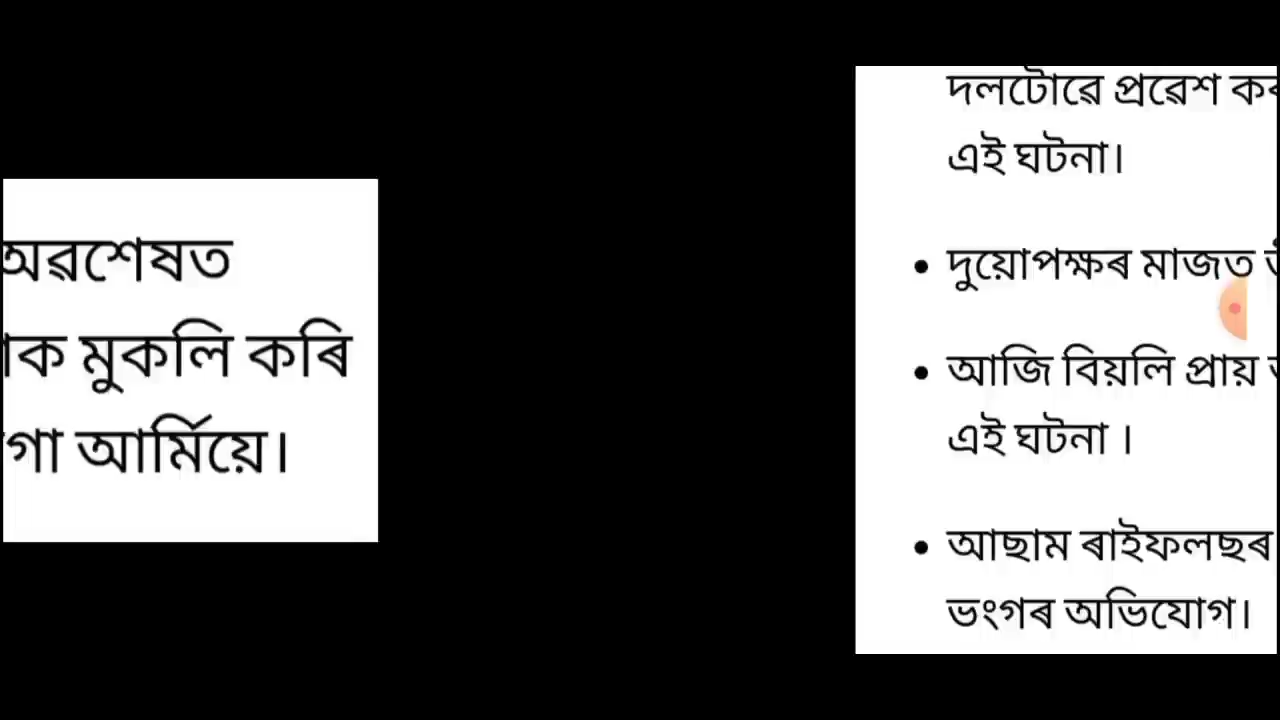 অৱশেষত
মুকলি কৰি
আৰ্মিয়ে।
দলটোৱে প্ৰৱেশ
এই ঘটনা।
• দুয়োপক্ষৰ মাজত
• আজি বিয়লি প্ৰায়
এই ঘটনা ।
• আছাম ৰাইফলছৰ
ভংগৰ অভিযোগ।